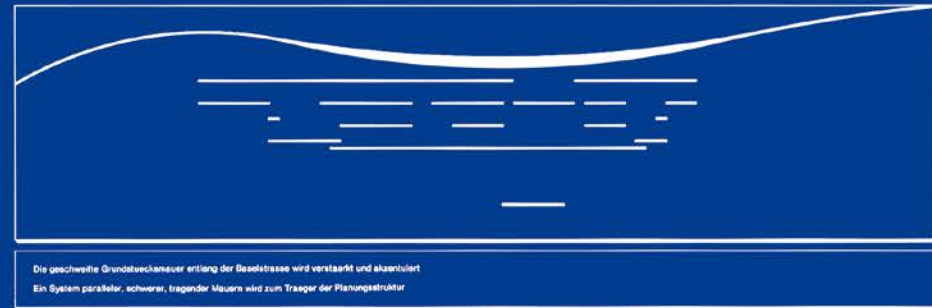 Die geschweifte Grundstuecksmauer entlang der Baselstrasse wird verstaerkt und akzentuiert
Ein System paralleler, schwerer, tragender Mauern wird zum Traeger der Planungsstruktur